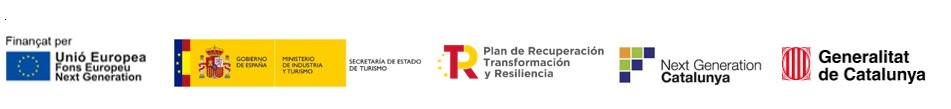 Finançat per
Unió Europea
Fons Europeu
Next Generation
GOBIERNO
DE ESPAÑA
MINISTERIO
DE INDUSTRIA
Y TURISMO
SECRETARÍA DE ESTADO
DE TURISMO
Plan de Recuperación
Transformación
y Resiliencia
Next Generation
Catalunya
Generalitat
de Catalunya